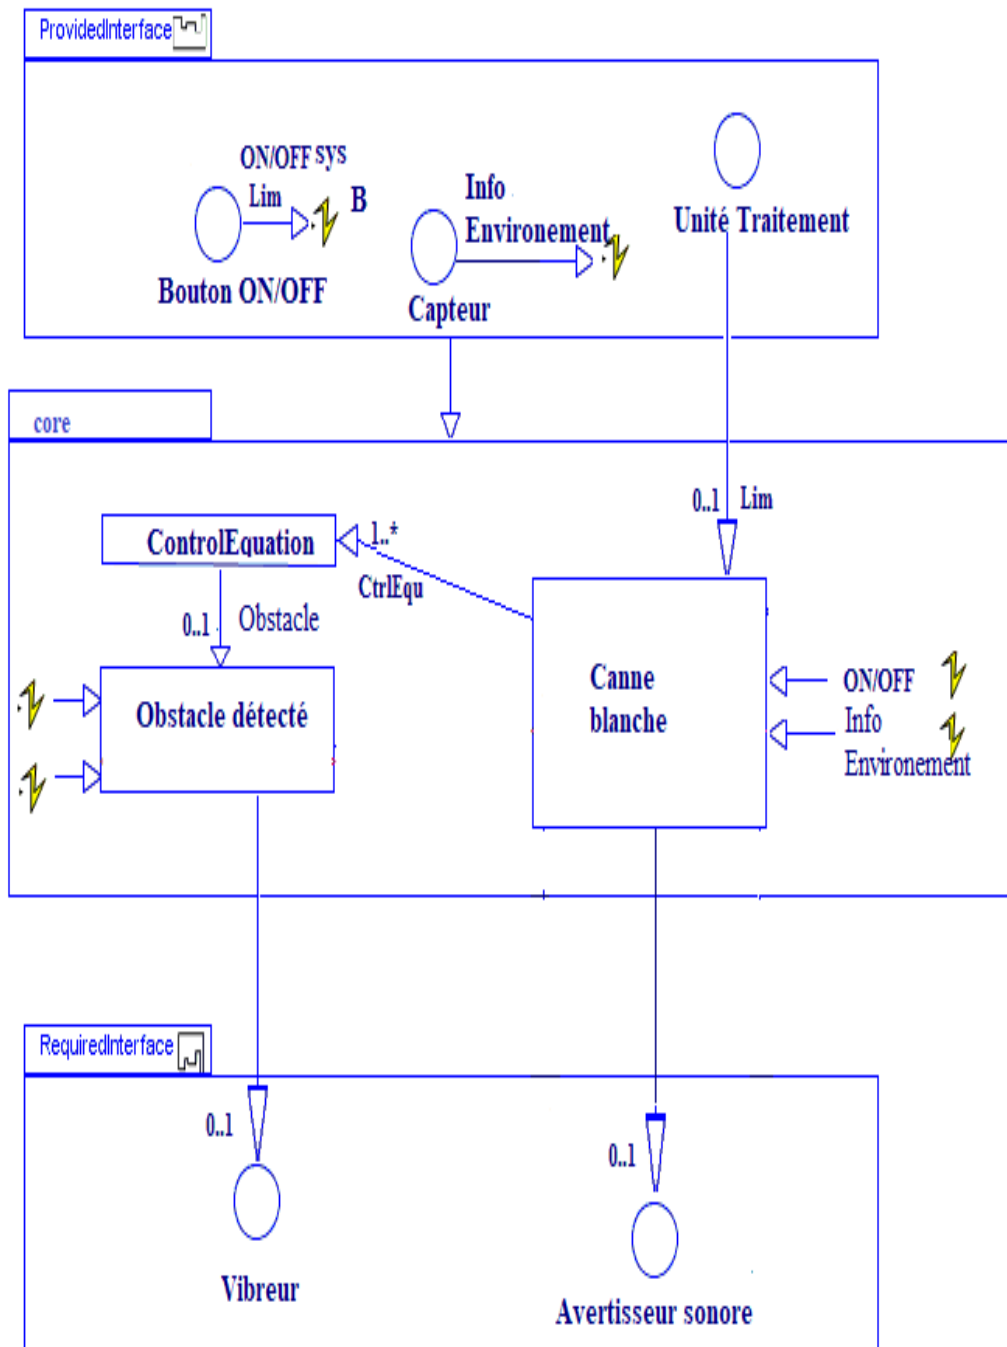 ProvidedInterface
ON/OFF sys
Lim
B
Bouton ON/OFF
Info
Environement
Capteur
Unité Traitement
core
0..1 Lim
ControlEquation
1..*
CtrlEqu
0..1 Obstacle
Obstacle détecté
Canne
blanche
ON/OFF
Info
Environement
RequiredInterface
0..1
0..1
Vibreur
Avertisseur sonore